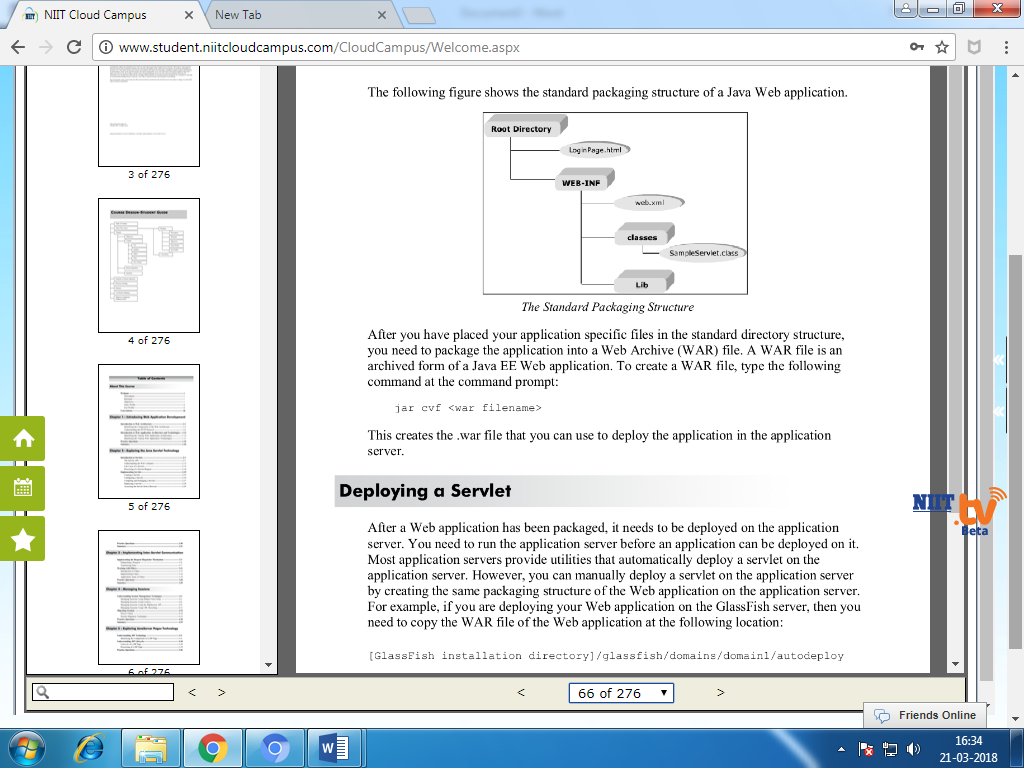 NIIT Cloud Campus
New Tab
www.student.niitcloudcampus.com/CloudCampus/Welcome.aspx
3 of 276
COURSE DESIGN-STUDENT GUIDE
4 of 276
Table of Contents
5 of 276
6 of 276
The following figure shows the standard packaging structure of a Java Web application.
Root Directory
LoginPage.html
WEB-INF
web.xml
classes
SampleServlet.class
Lib
The Standard Packaging Structure
After you have placed your application specific files in the standard directory structure,
you need to package the application into a Web Archive (WAR) file. A WAR file is an
archived form of a Java EE Web application. To create a WAR file, type the following
command at the command prompt:
jar cvf <war filename>
This creates the .war file that you can use to deploy the application in the application
server.
Deploying a Servlet
After a Web application has been packaged, it needs to be deployed on the application
server. You need to run the application server before an application can be deployed on it.
Most application servers provide utilities that automatically deploy a servlet on the
application server. However, you can manually deploy a servlet on the application server
by creating the same packaging structure of the Web application on the application server.
For example, if you are deploying your Web application on the GlassFish server, then you
need to copy the WAR file of the Web application at the following location:
[GlassFish installation directory]/glassfish/domains/domain1/autodeploy
NIIT.tv
Beta
< >
< 66 of 276 >
Friends Online
16:34
21-03-2018